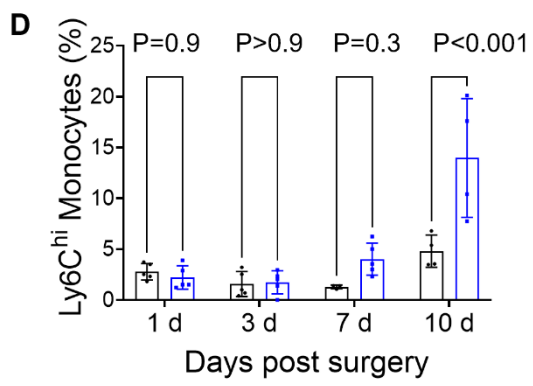 D
P=0.9 P>0.9 P=0.3 P<0.001
Ly6Chi Monocytes (%)
25
20
15
10
5
0
1 d 3 d 7 d 10 d
Days post surgery